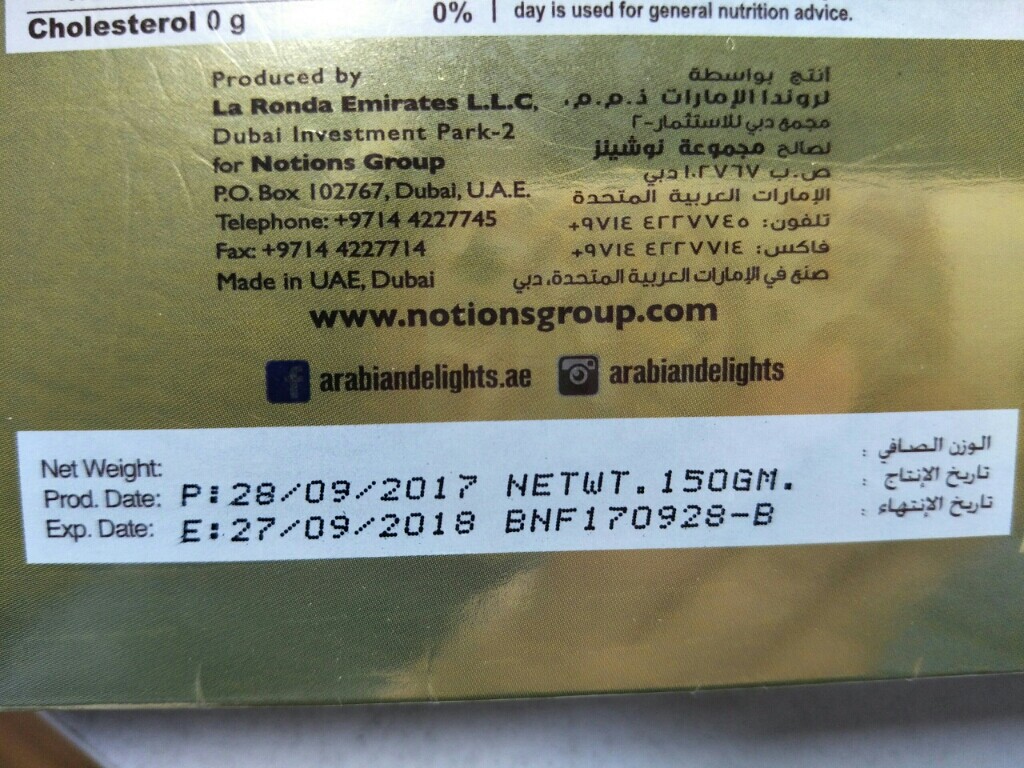 Cholesterol 0 g 0% day is used for general nutrition advice.
Produced by
La Ronda Emirates L.L.C,
Dubai Investment Park-2
for Notions Group
P.O. Box 102767, Dubai, U.A.E.
Telephone: +9714 4227745
Fax: +9714 4227714
Made in UAE, Dubai
أنتج بواسطة
لروندا الإمارات ذ.م.م،
مجمع دبي للاستثمار-٢
لصالح مجموعة نوشينز
ص.ب ١٠٢٧٦٧ دبي
الإمارات العربية المتحدة
تلفون: ٤٢٢٧٧٤٥ ٩٧١٤+
فاكس: ٤٢٢٧٧١٤ ٩٧١٤+
صنع في الإمارات العربية المتحدة، دبي
www.notionsgroup.com
arabiandelights.ae arabiandelights
Net Weight:
Prod. Date: P:28/09/2017 NETWT.150GM.
Exp. Date: E:27/09/2018 BNF170928-B
الوزن الصافي :
تاريخ الإنتاج :
تاريخ الإنتهاء :